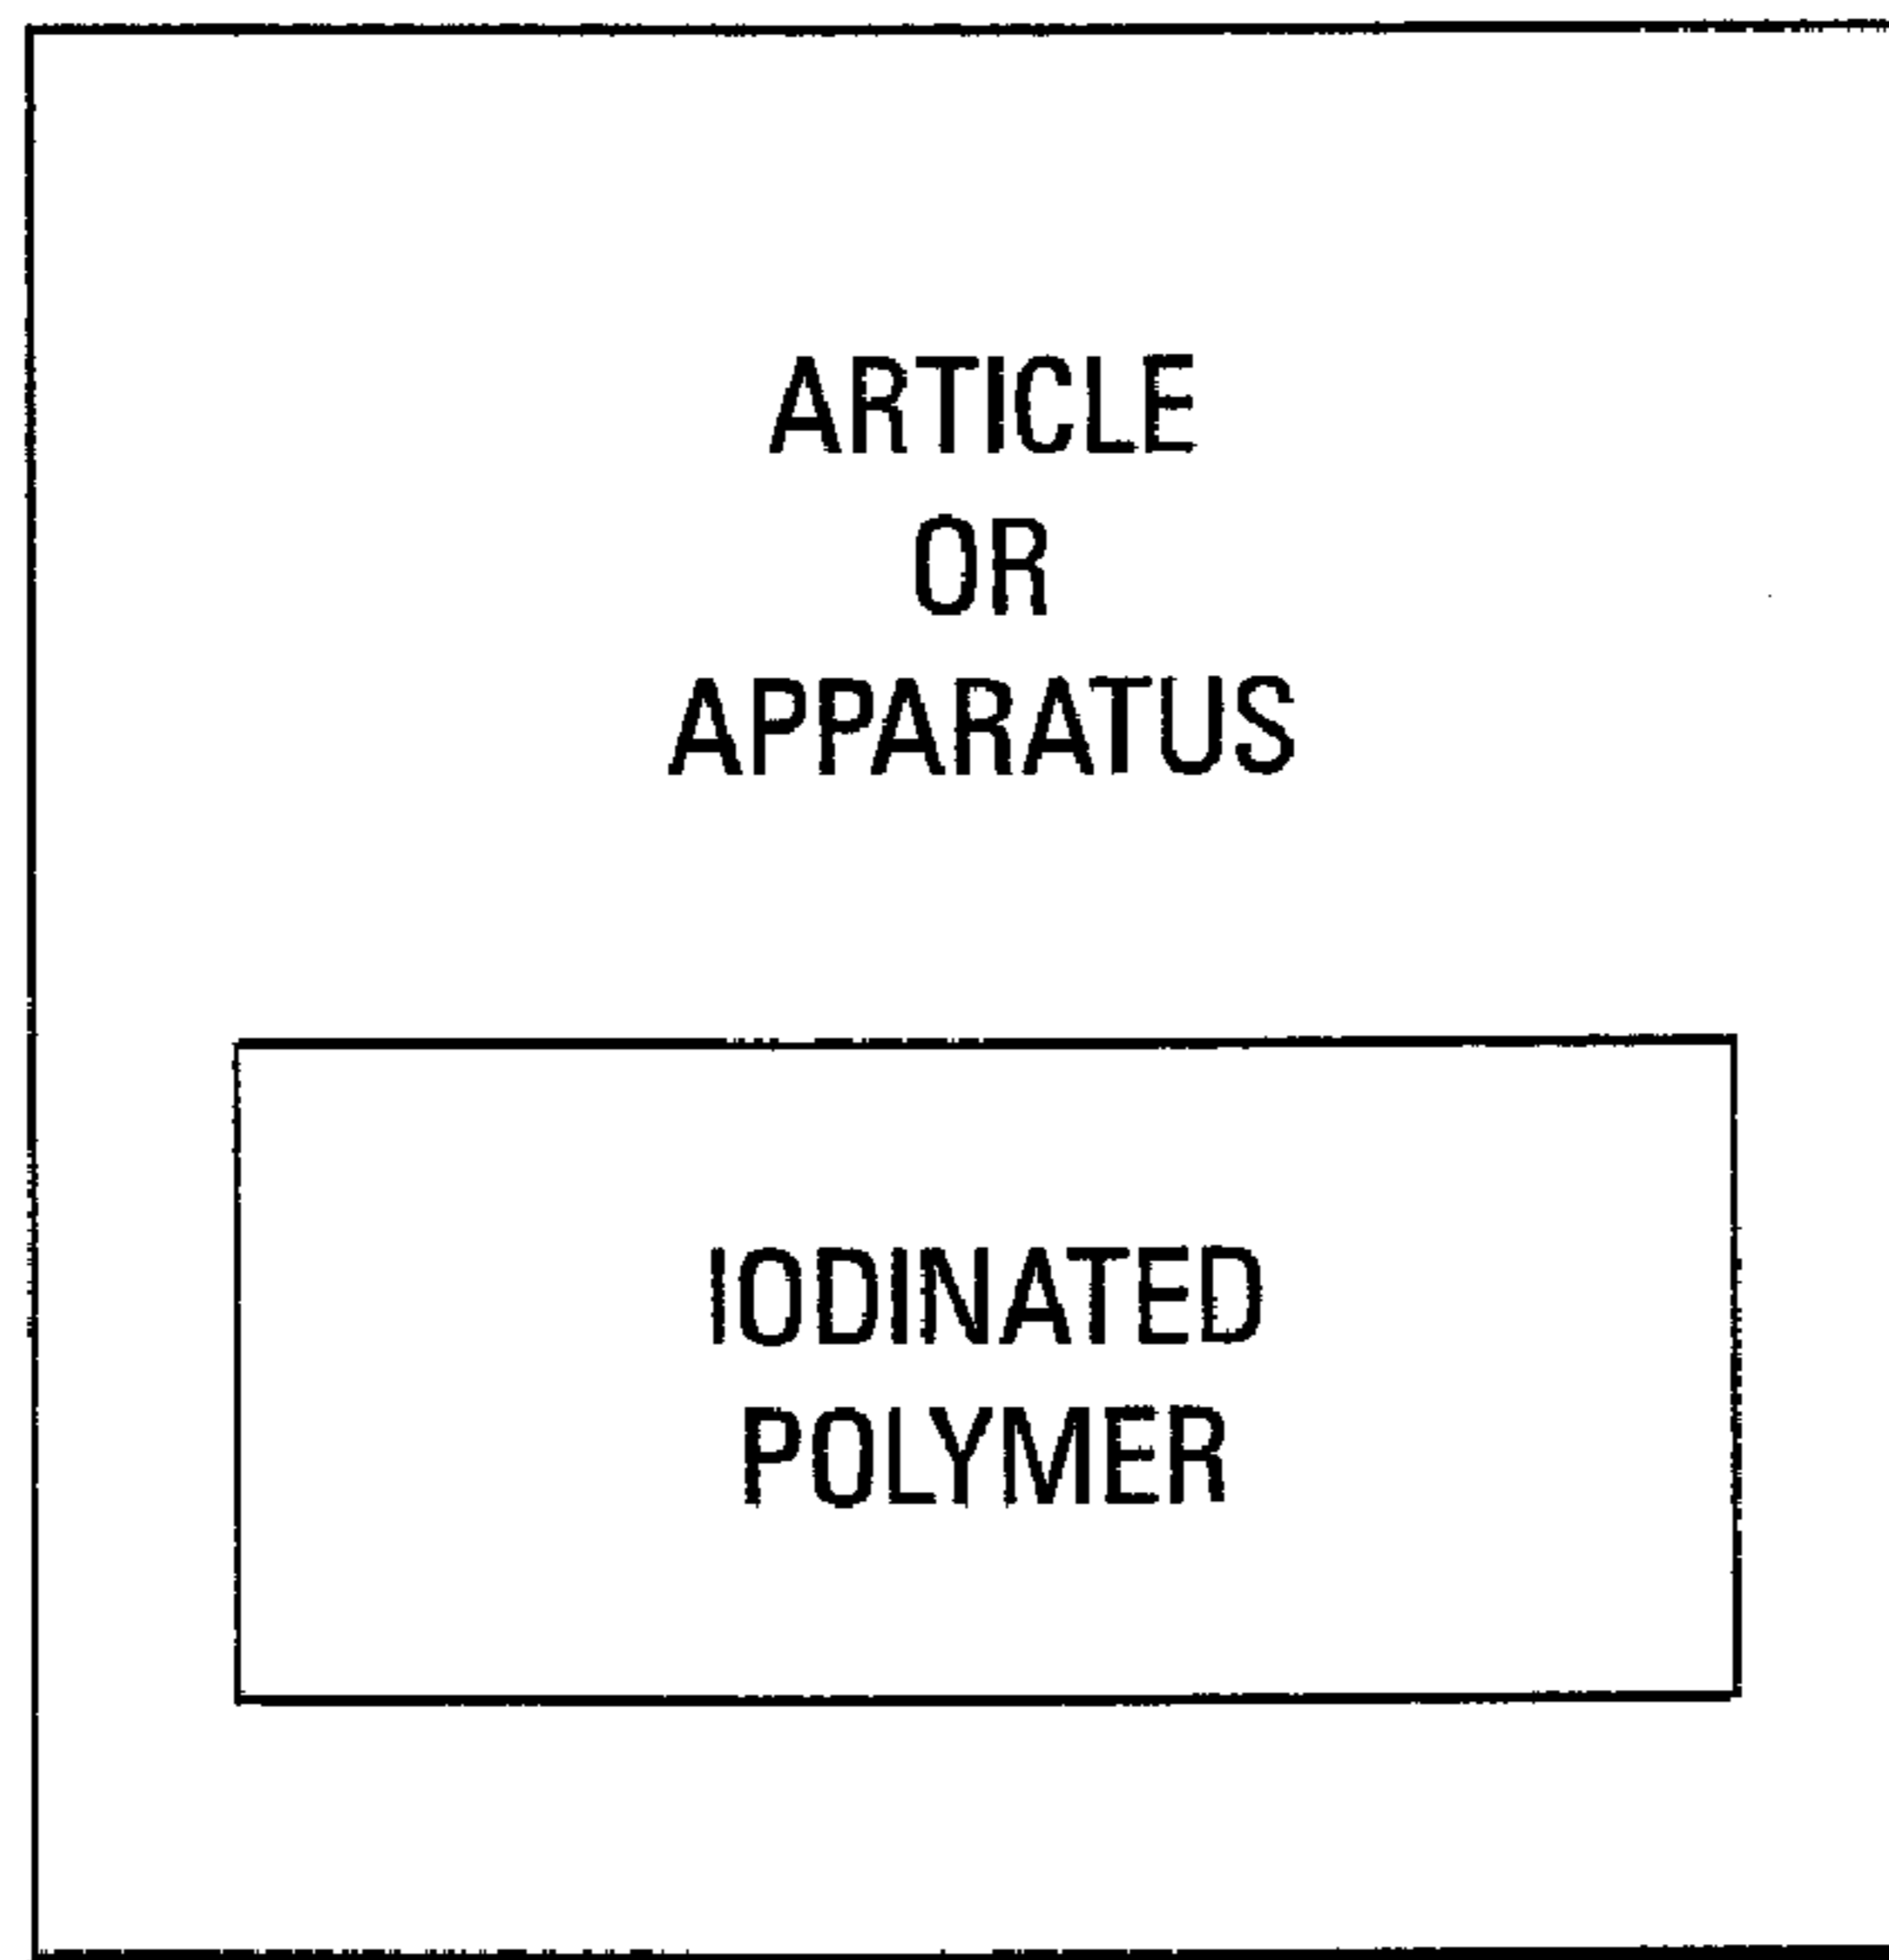 ARTICLE
OR
APPARATUS
IODINATED
POLYMER